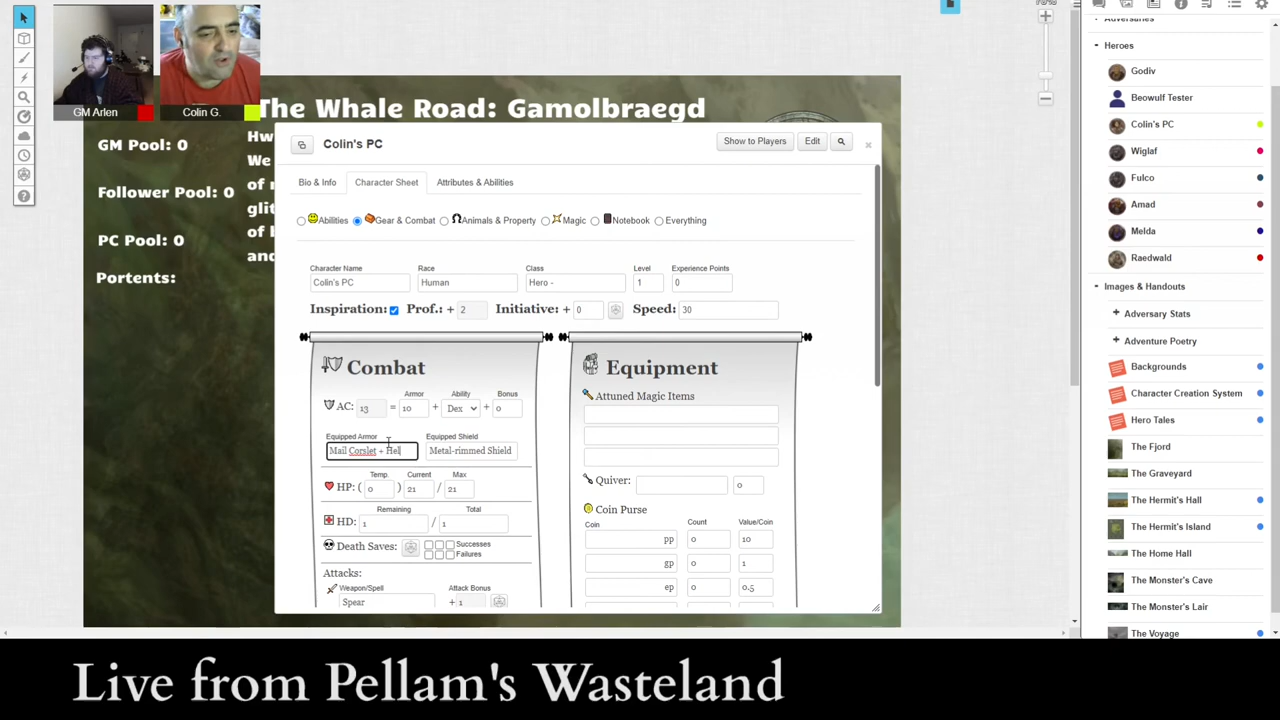 GM Arlen
Colin G.
The Whale Road: Gamolbraegd
GM Pool: 0
Follower Pool: 0
PC Pool: 0
Portents:
Hw
We
of
glit
of h
and
Colin's PC
Show to Players
Edit
Bio & Info
Character Sheet
Attributes & Abilities
Abilities
Gear & Combat
Animals & Property
Magic
Notebook
Everything
Character Name
Race
Class
Level
Experience Points
Colin's PC
Human
Hero -
1
0
Inspiration:
Prof.: + 2
Initiative: + 0
Speed: 30
Combat
Armor
Ability
Bonus
AC: 13 = 10 + Dex + 0
Equipped Armor
Equipped Shield
Mail Corslet + Hel
Metal-rimmed Shield
Temp.
Current
Max
HP: ( 0 ) 21 / 21
Remaining
Total
HD: 1 / 1
Death Saves:
Successes
Failures
Attacks:
Weapon/Spell
Attack Bonus
Spear
+ 1
Equipment
Attuned Magic Items
Quiver:
0
Coin Purse
Coin
Count
Value/Coin
pp 0 10
gp 0 1
ep 0 0.5
Adversaries
Heroes
Godiv
Beowulf Tester
Colin's PC
Wiglaf
Fulco
Amad
Melda
Raedwald
Images & Handouts
Adversary Stats
Adventure Poetry
Backgrounds
Character Creation System
Hero Tales
The Fjord
The Graveyard
The Hermit's Hall
The Hermit's Island
The Home Hall
The Monster's Cave
The Monster's Lair
The Voyage
Live from Pellam's Wasteland